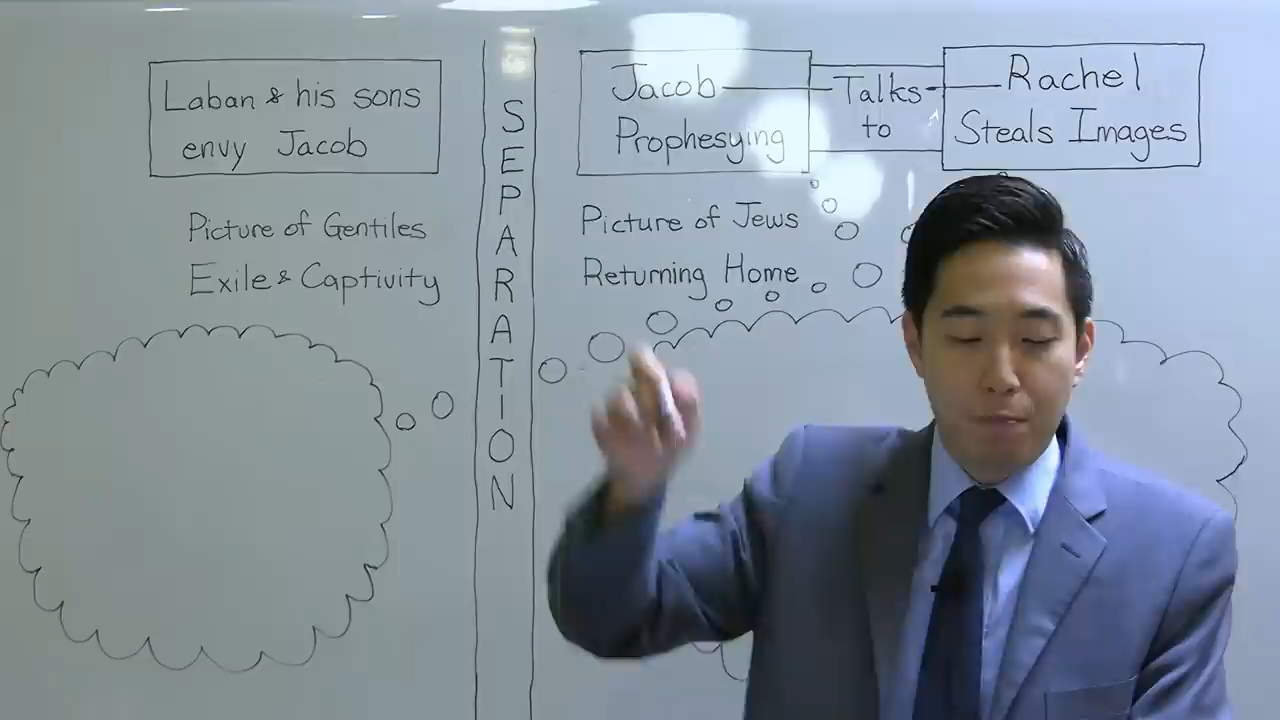 Laban & his sons
envy Jacob
Picture of Gentiles
Exile & Captivity
SEPARATION
Jacob
Prophesying
Talks
to
Rachel
Steals Images
Picture of Jews
Returning Home